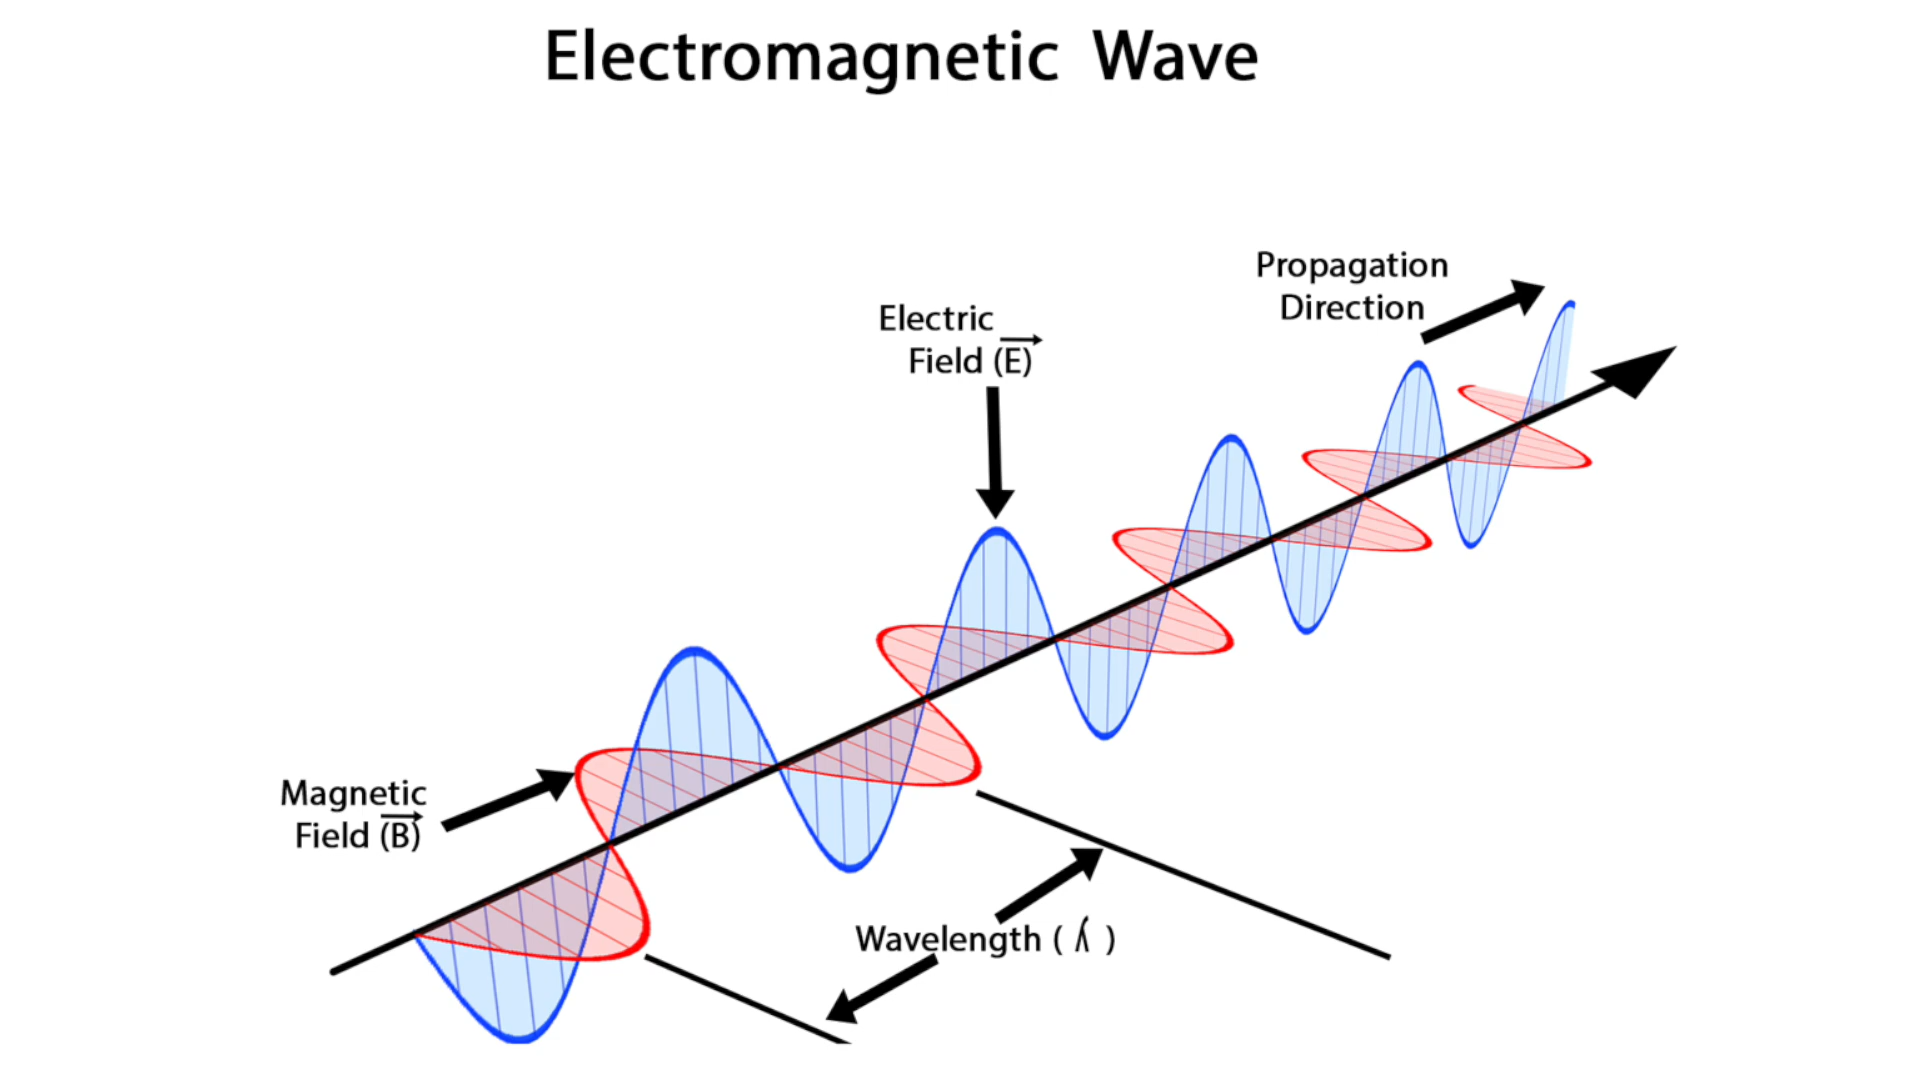 Electromagnetic Wave
Propagation
Direction
Electric
Field (E)
Magnetic
Field (B)
Wavelength ( λ )